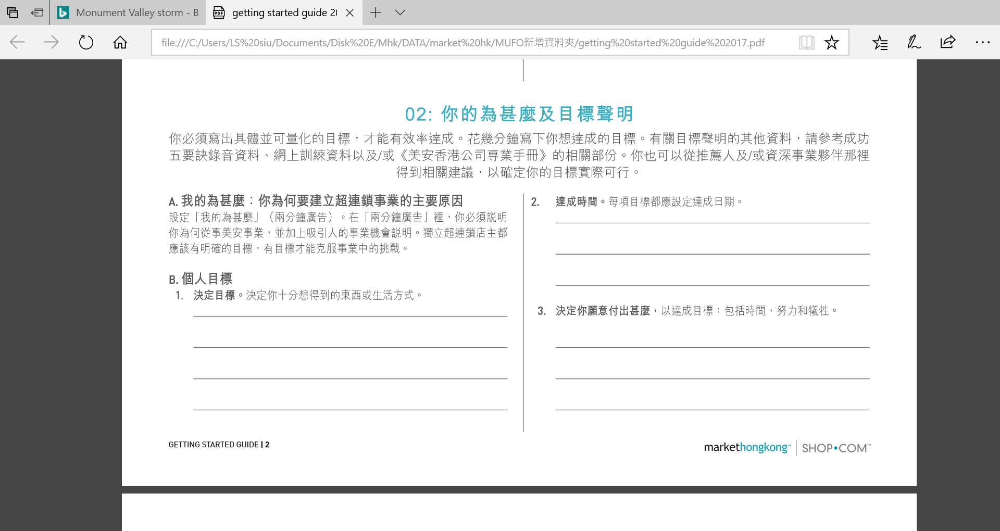 Monument Valley storm - B
getting started guide 20
file:///C:/Users/LS%20siu/Documents/Disk%20E/Mhk/DATA/market%20hk/MUFO新增資料夾/getting%20started%20guide%202017.pdf
02: 你的為甚麼及目標聲明
你必須寫出具體並可量化的目標，才能有效率達成。花幾分鐘寫下你想達成的目標。有關目標聲明的其他資料，請參考成功
五要訣錄音資料、網上訓練資料以及/或《美安香港公司專業手冊》的相關部份。你也可以從推薦人及/或資深事業夥伴那裡
得到相關建議，以確定你的目標實際可行。
A. 我的為甚麼：你為何要建立超連鎖事業的主要原因
設定「我的為甚麼」（兩分鐘廣告）。在「兩分鐘廣告」裡，你必須説明
你為何從事美安事業，並加上吸引人的事業機會説明。獨立超連鎖店主都
應該有明確的目標，有目標才能克服事業中的挑戰。
B. 個人目標
1. 決定目標。決定你十分想得到的東西或生活方式。
2. 達成時間。每項目標都應設定達成日期。
3. 決定你願意付出甚麼，以達成目標：包括時間、努力和犧牲。
GETTING STARTED GUIDE | 2
markethongkong™ | SHOP•COM™